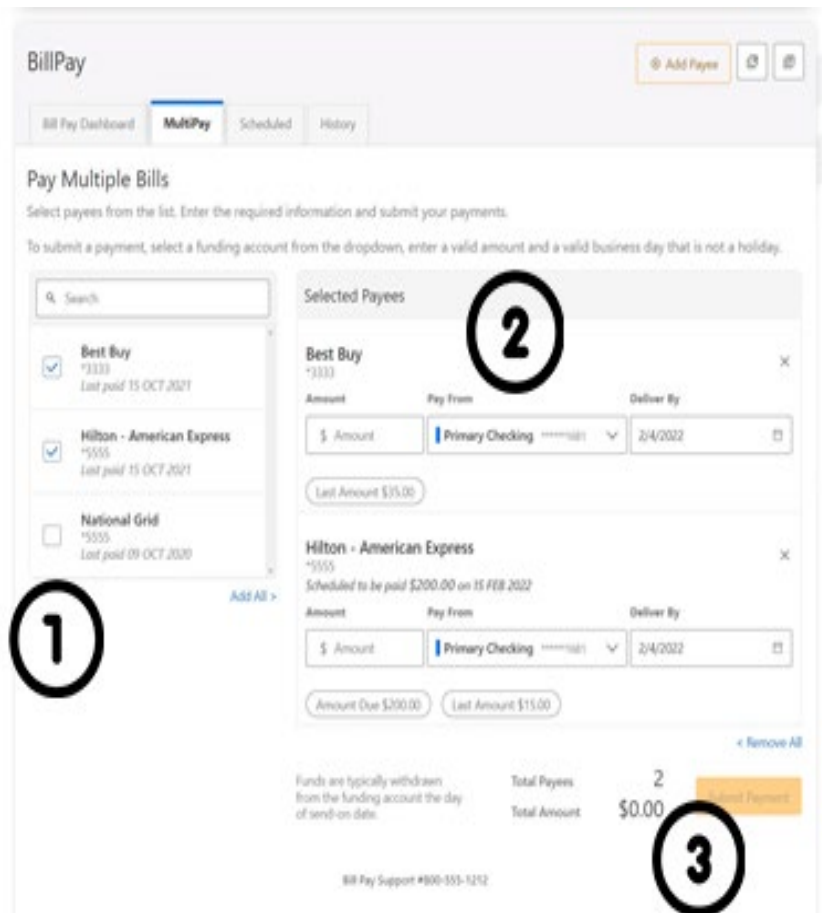 BillPay
Add Payee
Bill Pay Dashboard
MultiPay
Scheduled
History
Pay Multiple Bills
Select payees from the list. Enter the required information and submit your payments.
To submit a payment, select a funding account from the dropdown, enter a valid amount and a valid business day that is not a holiday.
Search
Best Buy
*3333
Last paid 15 OCT 2021
Hilton - American Express
*5555
Last paid 15 OCT 2021
National Grid
*5555
Last paid 09 OCT 2020
Add All >
1
Selected Payees
2
Best Buy
*3333
Amount Pay From Deliver By
$ Amount Primary Checking 2/4/2022
Last Amount $35.00
Hilton - American Express
*5555
Scheduled to be paid $200.00 on 15 FEB 2022
Amount Pay From Deliver By
$ Amount Primary Checking 2/4/2022
Amount Due $200.00 Last Amount $15.00
< Remove All
Funds are typically withdrawn
from the funding account the day
of send-on date.
Total Payees 2
Total Amount $0.00
Submit Payment
3
Bill Pay Support #800-555-1212